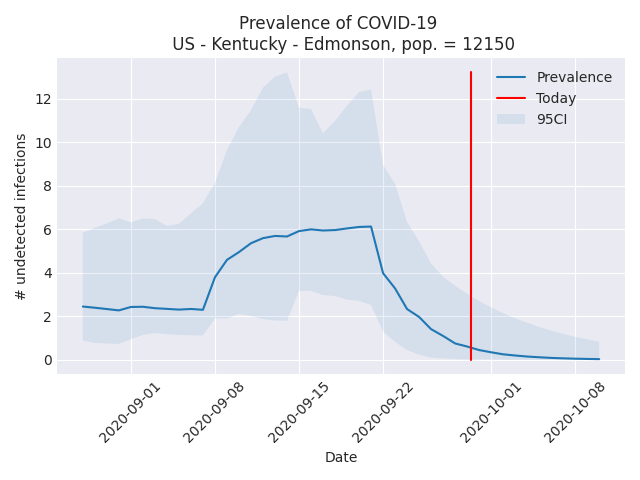 Prevalence of COVID-19
US - Kentucky - Edmonson, pop. = 12150
Prevalence
Today
95CI
# undetected infections
12
10
8
6
4
2
0
2020-09-01
2020-09-08
2020-09-15
2020-09-22
2020-10-01
2020-10-08
Date